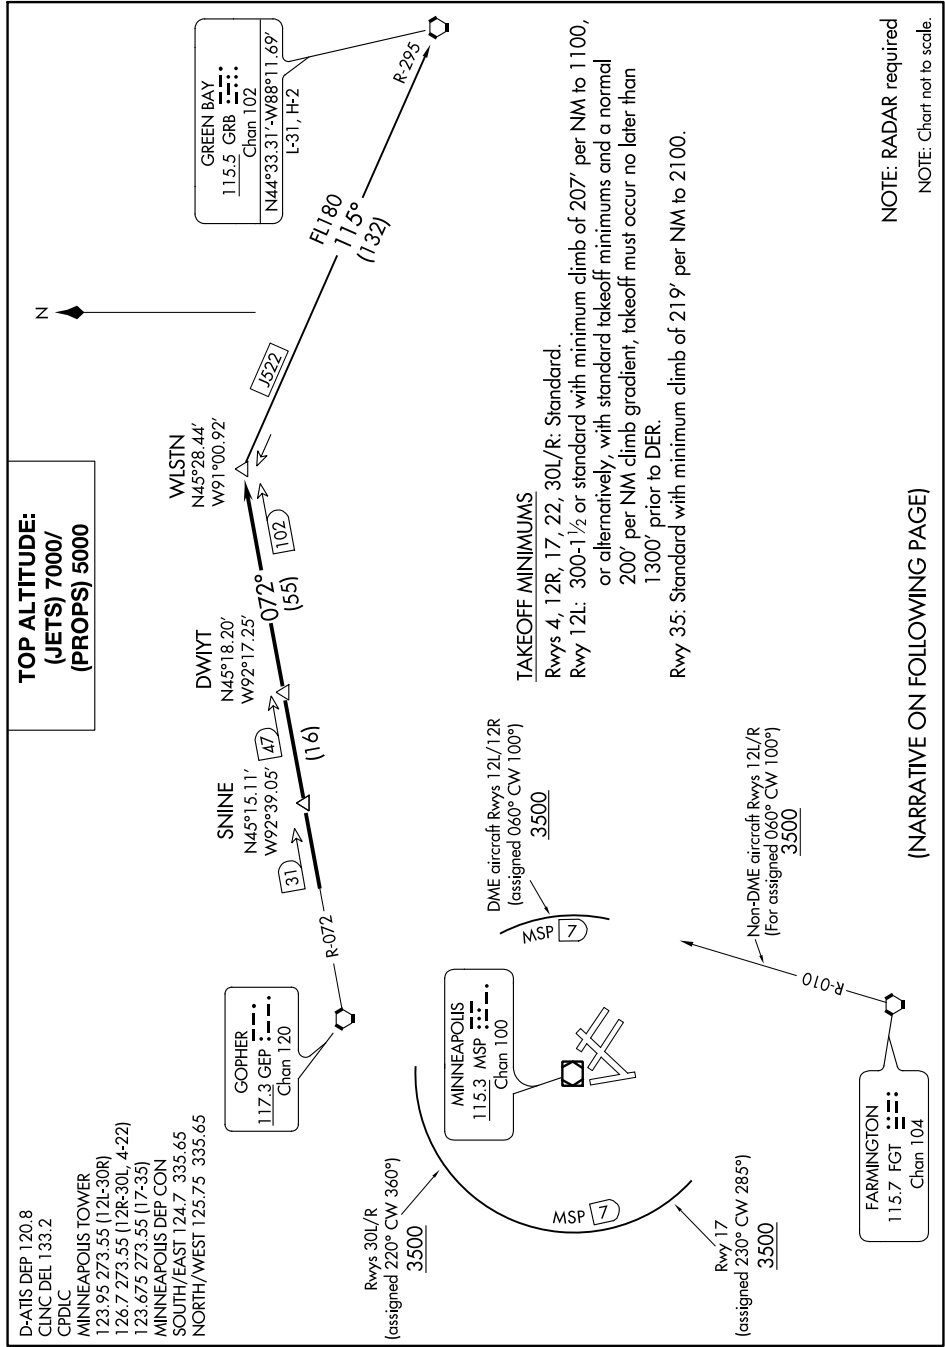 D-ATIS DEP 120.8
CLNC DEL 133.2
CPDLC
MINNEAPOLIS TOWER
123.95 273.55 (12L-30R)
126.7 273.55 (12R-30L, 4-22)
123.675 273.55 (17-35)
MINNEAPOLIS DEP CON
SOUTH/EAST 124.7 335.65
NORTH/WEST 125.75 335.65
TOP ALTITUDE:
(JETS) 7000/
(PROPS) 5000
N
GOPHER
117.3 GEP
Chan 120
R-072
31
SNINE
N45°15.11'
W92°39.05'
47
(16)
DWIYT
N45°18.20'
W92°17.25'
072°
(55)
102
WLSTN
N45°28.44'
W91°00.92'
J522
FL180
115°
(132)
R-295
GREEN BAY
115.5 GRB
Chan 102
N44°33.31'-W88°11.69'
L-31, H-2
Rwys 30L/R
(assigned 220° CW 360°)
3500
MSP 7
MINNEAPOLIS
115.3 MSP
Chan 100
MSP 7
DME aircraft Rwys 12L/12R
(assigned 060° CW 100°)
3500
Rwy 17
(assigned 230° CW 285°)
3500
FARMINGTON
115.7 FGT
Chan 104
R-010
Non-DME aircraft Rwys 12L/R
(For assigned 060° CW 100°)
3500
TAKEOFF MINIMUMS
Rwys 4, 12R, 17, 22, 30L/R: Standard.
Rwy 12L: 300-1½ or standard with minimum climb of 207' per NM to 1100,
or alternatively, with standard takeoff minimums and a normal
200' per NM climb gradient, takeoff must occur no later than
1300' prior to DER.
Rwy 35: Standard with minimum climb of 219' per NM to 2100.
(NARRATIVE ON FOLLOWING PAGE)
NOTE: RADAR required
NOTE: Chart not to scale.